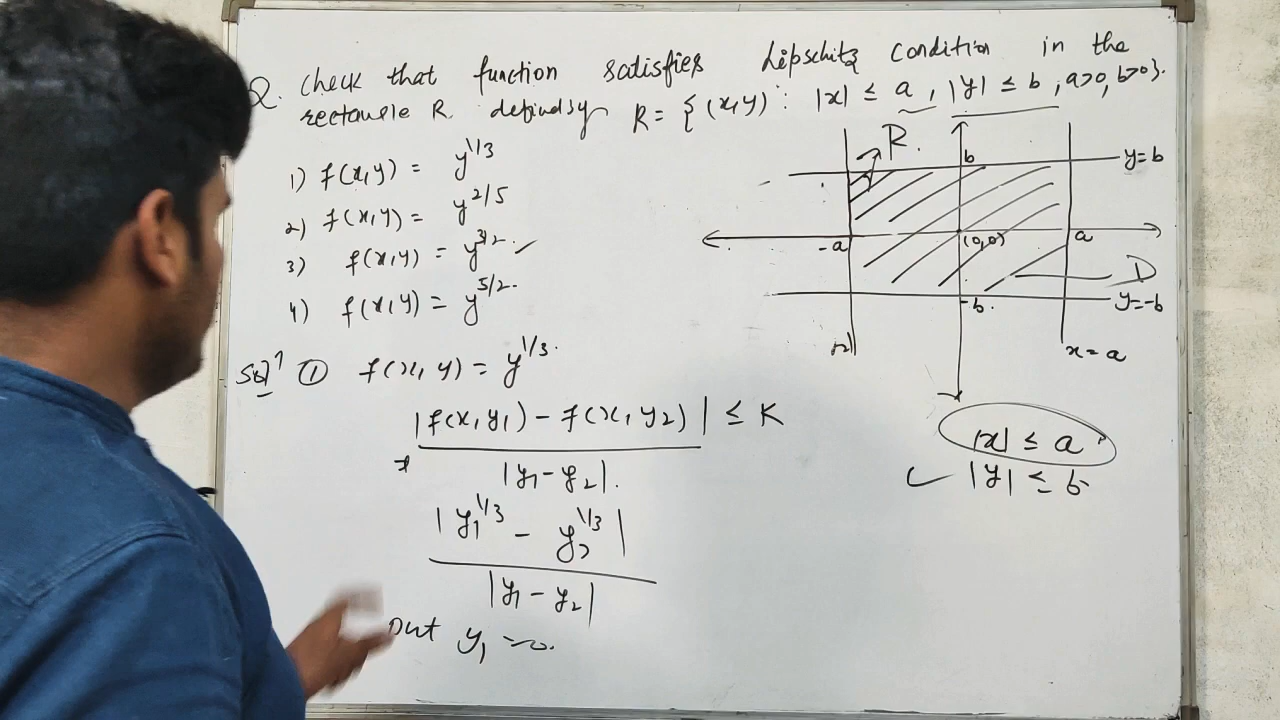 Q. Check that function satisfies Lipschitz condition in the
rectangle R. defined by R = {(x,y) : |x| ≤ a, |y| ≤ b, a>0, b>0}.
1) f(x,y) = y^1/3
2) f(x,y) = y^2/5
3) f(x,y) = y^3/2.
4) f(x,y) = y^5/2.
Solⁿ ① f(x,y) = y^1/3.
|f(x,y₁) - f(x,y₂)| ≤ K
|y₁-y₂|.
|y₁^1/3 - y₂^1/3|
|y₁ - y₂|
put y₁ = 0.
R.
b
y=b
-a
(0,0)
a
D
-b.
y=-b
x=a
|x| ≤ a
|y| ≤ b